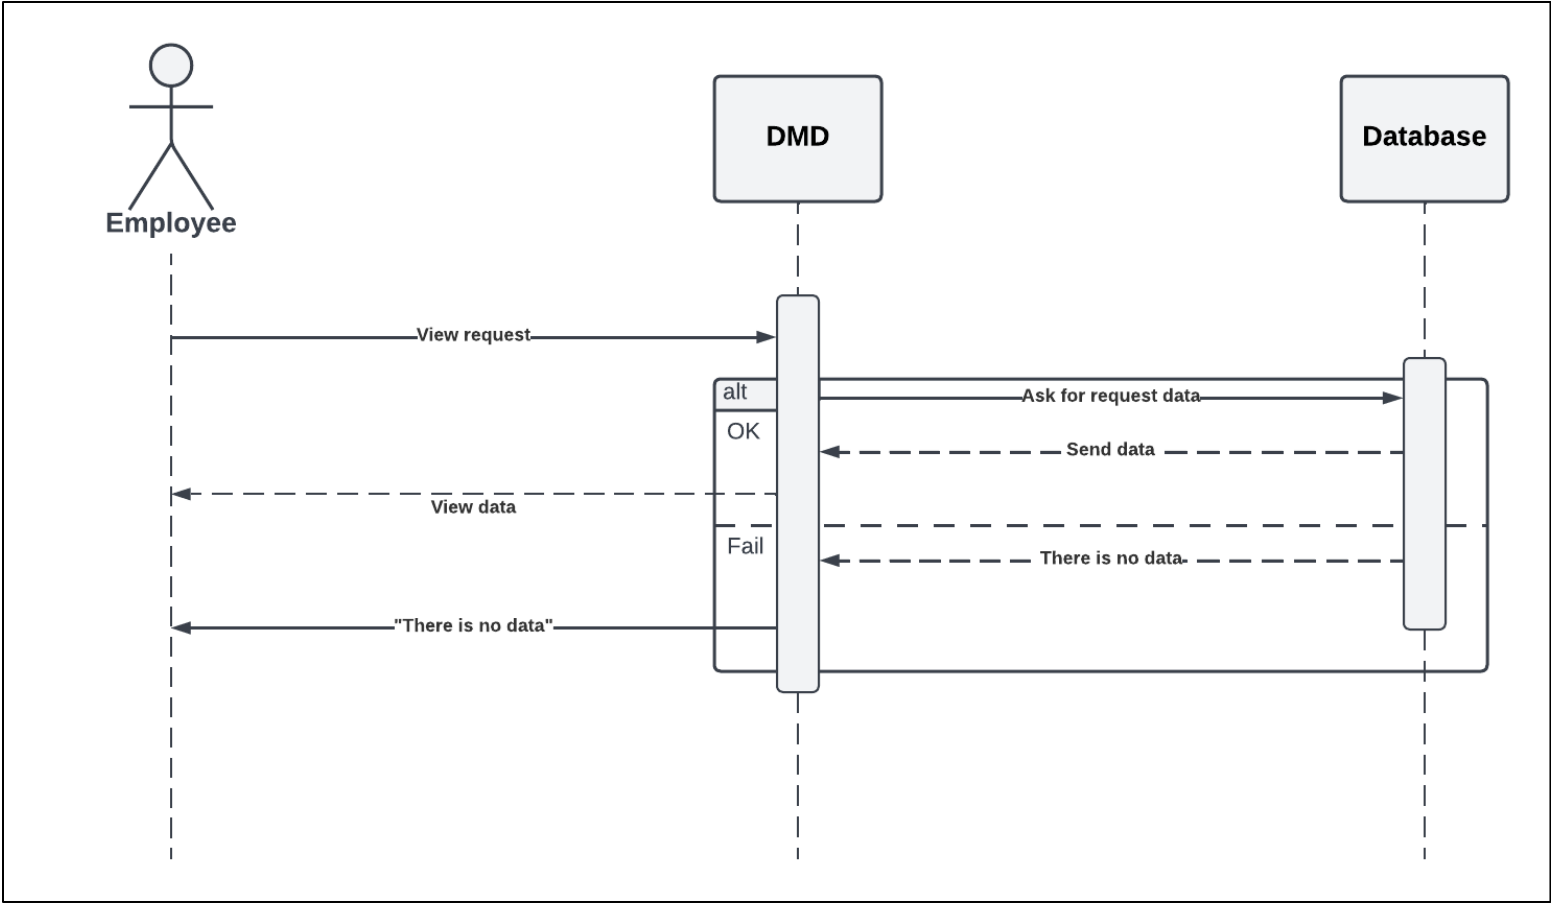 DMD
Database
Employee
View request
alt
Ask for request data
OK
Send data
View data
Fail
There is no data
"There is no data"